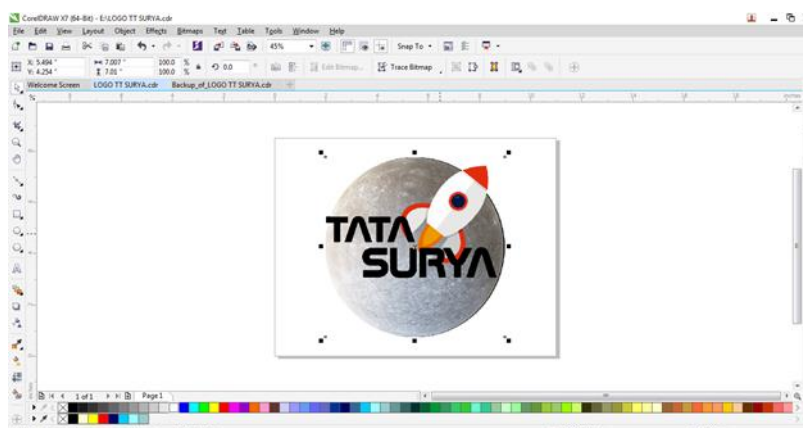 CorelDRAW X7 (64-Bit) - E:\LOGO TT SURYA.cdr
File Edit View Layout Object Effects Bitmaps Text Table Tools Window Help
45% Snap To
X: 5.494 " 7.007 " 100.0 % 0.0 ° Edit Bitmap... Trace Bitmap
Y: 4.254 " 7.01 " 100.0 %
Welcome Screen LOGO TT SURYA.cdr Backup_of_LOGO TT SURYA.cdr
TATA
SURYA
1 of 1 Page 1